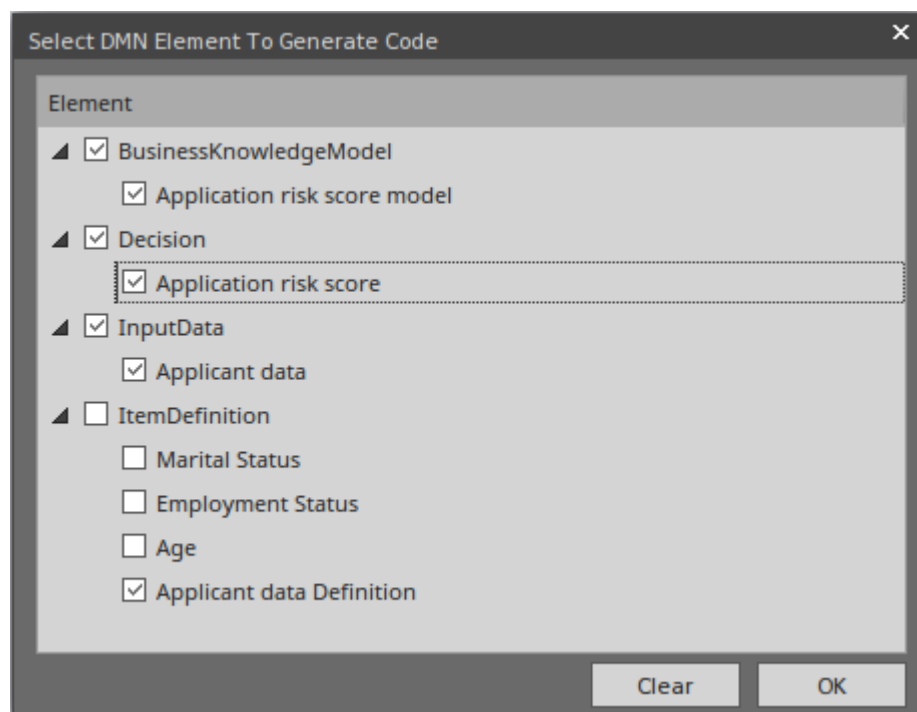 Select DMN Element To Generate Code
Element
BusinessKnowledgeModel
Application risk score model
Decision
Application risk score
InputData
Applicant data
ItemDefinition
Marital Status
Employment Status
Age
Applicant data Definition
Clear OK